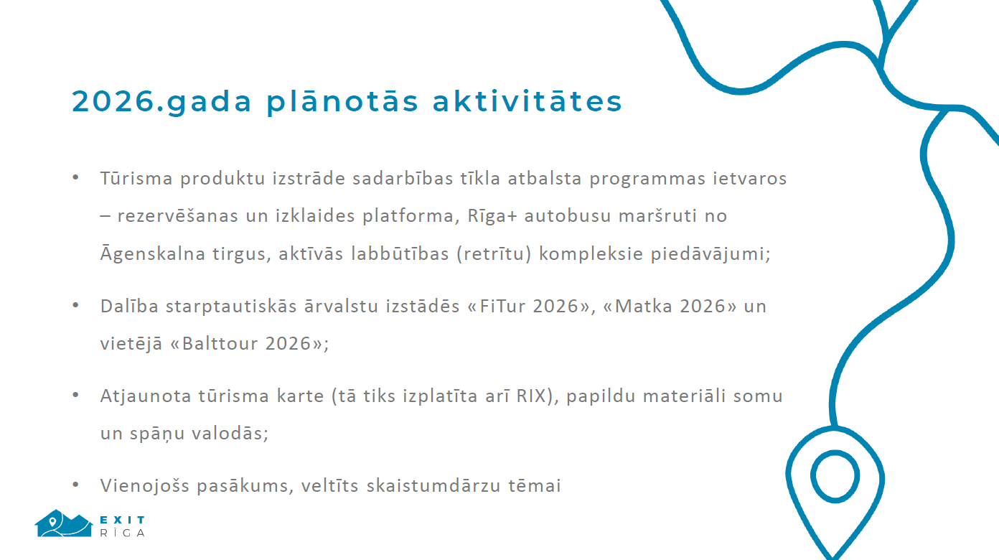 2026.gada plānotās aktivitātes
• Tūrisma produktu izstrāde sadarbības tīkla atbalsta programmas ietvaros
– rezervēšanas un izklaides platforma, Rīga+ autobusu maršruti no
Āgenskalna tirgus, aktīvās labbūtības (retrītu) kompleksie piedāvājumi;
• Dalība starptautiskās ārvalstu izstādēs «FiTur 2026», «Matka 2026» un
vietējā «Balttour 2026»;
• Atjaunota tūrisma karte (tā tiks izplatīta arī RIX), papildu materiāli somu
un spāņu valodās;
• Vienojošs pasākums, veltīts skaistumdārzu tēmai
EXIT
RĪGA